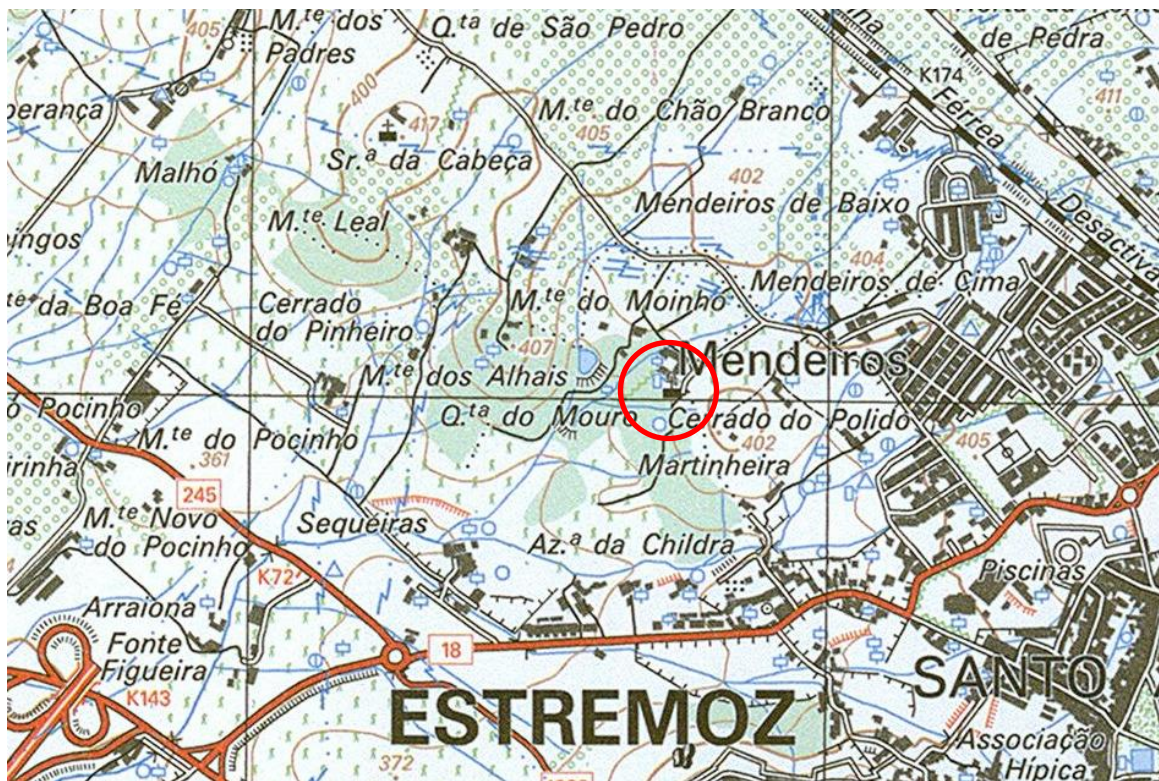 405
M.te dos
Padres
Q.ta de São Pedro
de Pedra
K174
Férrea
Desactiva
411
perança
400
417
M.te do Chão Branco
405
Malhó
Sr.a da Cabeça
402
Mendeiros de Baixo
M.te Leal
ingos
404
te da Boa Fé
Cerrado
do Pinheiro
M.te do Moinho
Mendeiros de Cima
407
Mendeiros
M.te dos Alhais
o Pocinho
Q.ta do Mouro
Cerrado do Polido
M.te do Pocinho
402
405
361
Martinheira
245
M.te Novo
do Pocinho
Sequeiras
Az.a da Childra
K72
Piscinas
Arraiona
Fonte
Figueira
18
K143
SANTO
ESTREMOZ
Associação
Hípica
372